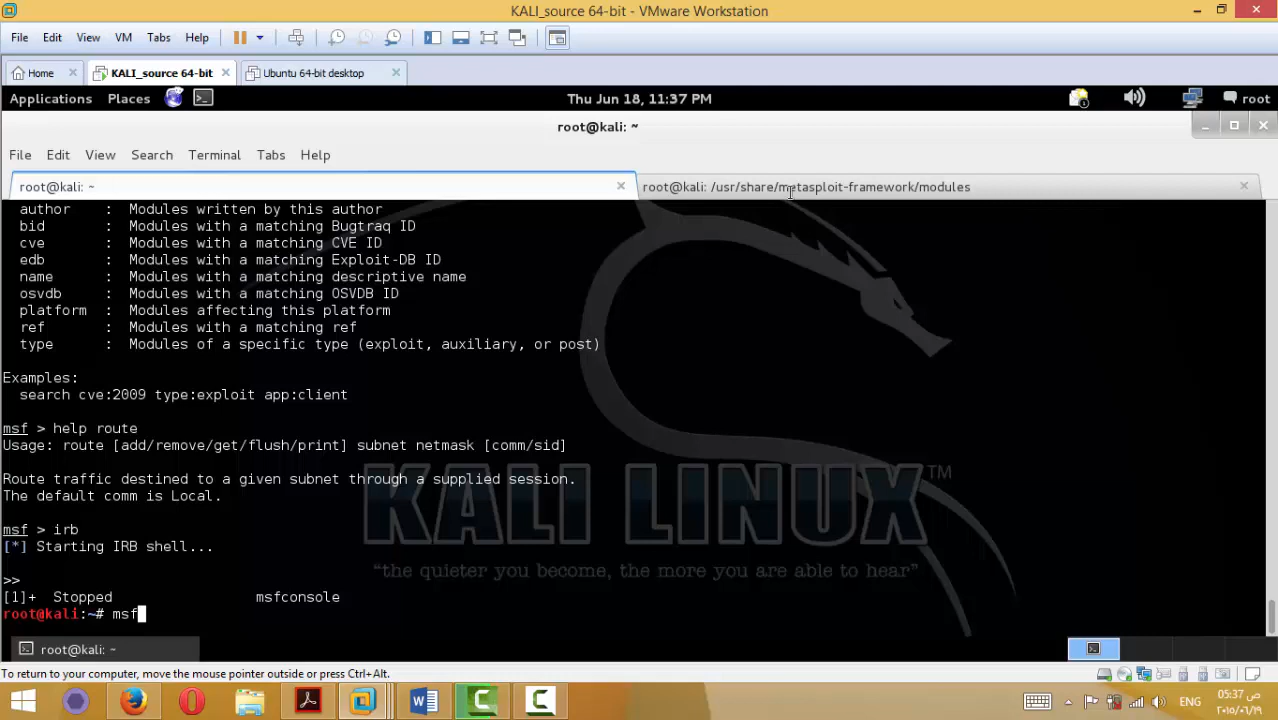 KALI_source 64-bit - VMware Workstation
File Edit View VM Tabs Help
Home KALI_source 64-bit Ubuntu 64-bit desktop
Applications Places Thu Jun 18, 11:37 PM root
root@kali: ~
File Edit View Search Terminal Tabs Help
root@kali: ~ root@kali: /usr/share/metasploit-framework/modules
author : Modules written by this author
bid : Modules with a matching Bugtraq ID
cve : Modules with a matching CVE ID
edb : Modules with a matching Exploit-DB ID
name : Modules with a matching descriptive name
osvdb : Modules with a matching OSVDB ID
platform : Modules affecting this platform
ref : Modules with a matching ref
type : Modules of a specific type (exploit, auxiliary, or post)
Examples:
search cve:2009 type:exploit app:client
msf > help route
Usage: route [add/remove/get/flush/print] subnet netmask [comm/sid]
Route traffic destined to a given subnet through a supplied session.
The default comm is Local.
msf > irb
[*] Starting IRB shell...
>>
[1]+ Stopped msfconsole
root@kali:~# msf
KALI LINUX™
“the quieter you become, the more you are able to hear”
root@kali: ~
To return to your computer, move the mouse pointer outside or press Ctrl+Alt.
ENG
05:37 ص
٢٠١٥/٠٦/١٩